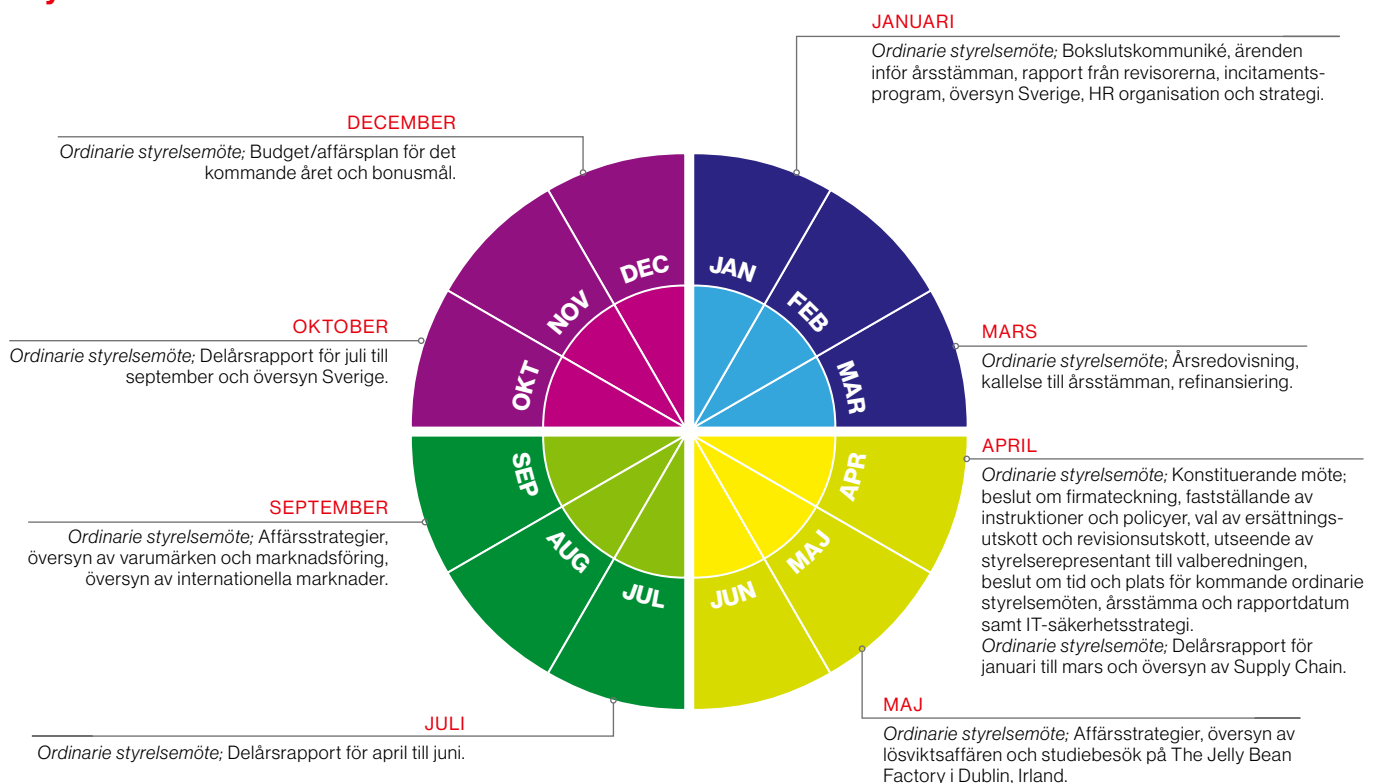 JANUARI
Ordinarie styrelsemöte; Bokslutskommuniké, ärenden
inför årsstämman, rapport från revisorerna, incitaments-
program, översyn Sverige, HR organisation och strategi.
DECEMBER
Ordinarie styrelsemöte; Budget/affärsplan för det
kommande året och bonusmål.
DEC
JAN
NOV
FEB
OKT
MAR
OKTOBER
Ordinarie styrelsemöte; Delårsrapport för juli till
september och översyn Sverige.
MARS
Ordinarie styrelsemöte; Årsredovisning,
kallelse till årsstämman, refinansiering.
SEP
APR
AUG
MAJ
JUL
JUN
APRIL
Ordinarie styrelsemöte; Konstituerande möte;
beslut om firmateckning, fastställande av
instruktioner och policyer, val av ersättnings-
utskott och revisionsutskott, utseende av
styrelserepresentant till valberedningen,
beslut om tid och plats för kommande ordinarie
styrelsemöten, årsstämma och rapportdatum
samt IT-säkerhetsstrategi.
Ordinarie styrelsemöte; Delårsrapport för
januari till mars och översyn av Supply Chain.
SEPTEMBER
Ordinarie styrelsemöte; Affärsstrategier,
översyn av varumärken och marknadsföring,
översyn av internationella marknader.
MAJ
Ordinarie styrelsemöte; Affärsstrategier, översyn av
lösviktsaffären och studiebesök på The Jelly Bean
Factory i Dublin, Irland.
JULI
Ordinarie styrelsemöte; Delårsrapport för april till juni.